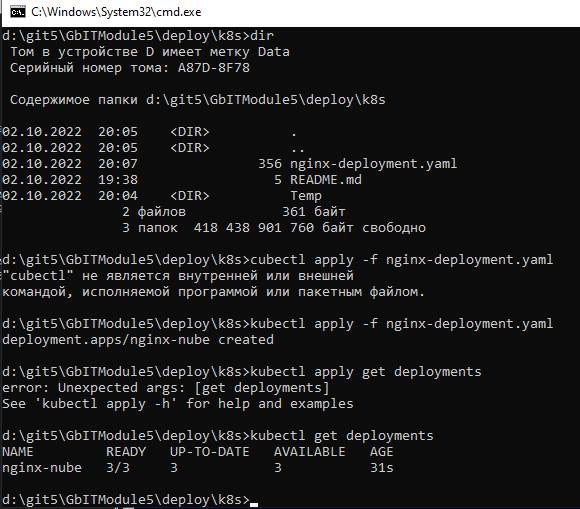 C:\Windows\System32\cmd.exe
d:\git5\GbITModule5\deploy\k8s>dir
Том в устройстве D имеет метку Data
Серийный номер тома: A87D-8F78
Содержимое папки d:\git5\GbITModule5\deploy\k8s
02.10.2022  20:05    <DIR>          .
02.10.2022  20:05    <DIR>          ..
02.10.2022  20:07               356 nginx-deployment.yaml
02.10.2022  19:38                 5 README.md
02.10.2022  20:04    <DIR>          Temp
2 файлов            361 байт
3 папок  418 438 901 760 байт свободно
d:\git5\GbITModule5\deploy\k8s>cubectl apply -f nginx-deployment.yaml
"cubectl" не является внутренней или внешней
командой, исполняемой программой или пакетным файлом.
d:\git5\GbITModule5\deploy\k8s>kubectl apply -f nginx-deployment.yaml
deployment.apps/nginx-nube created
d:\git5\GbITModule5\deploy\k8s>kubectl apply get deployments
error: Unexpected args: [get deployments]
See 'kubectl apply -h' for help and examples
d:\git5\GbITModule5\deploy\k8s>kubectl get deployments
NAME         READY   UP-TO-DATE   AVAILABLE   AGE
nginx-nube   3/3     3            3           31s
d:\git5\GbITModule5\deploy\k8s>